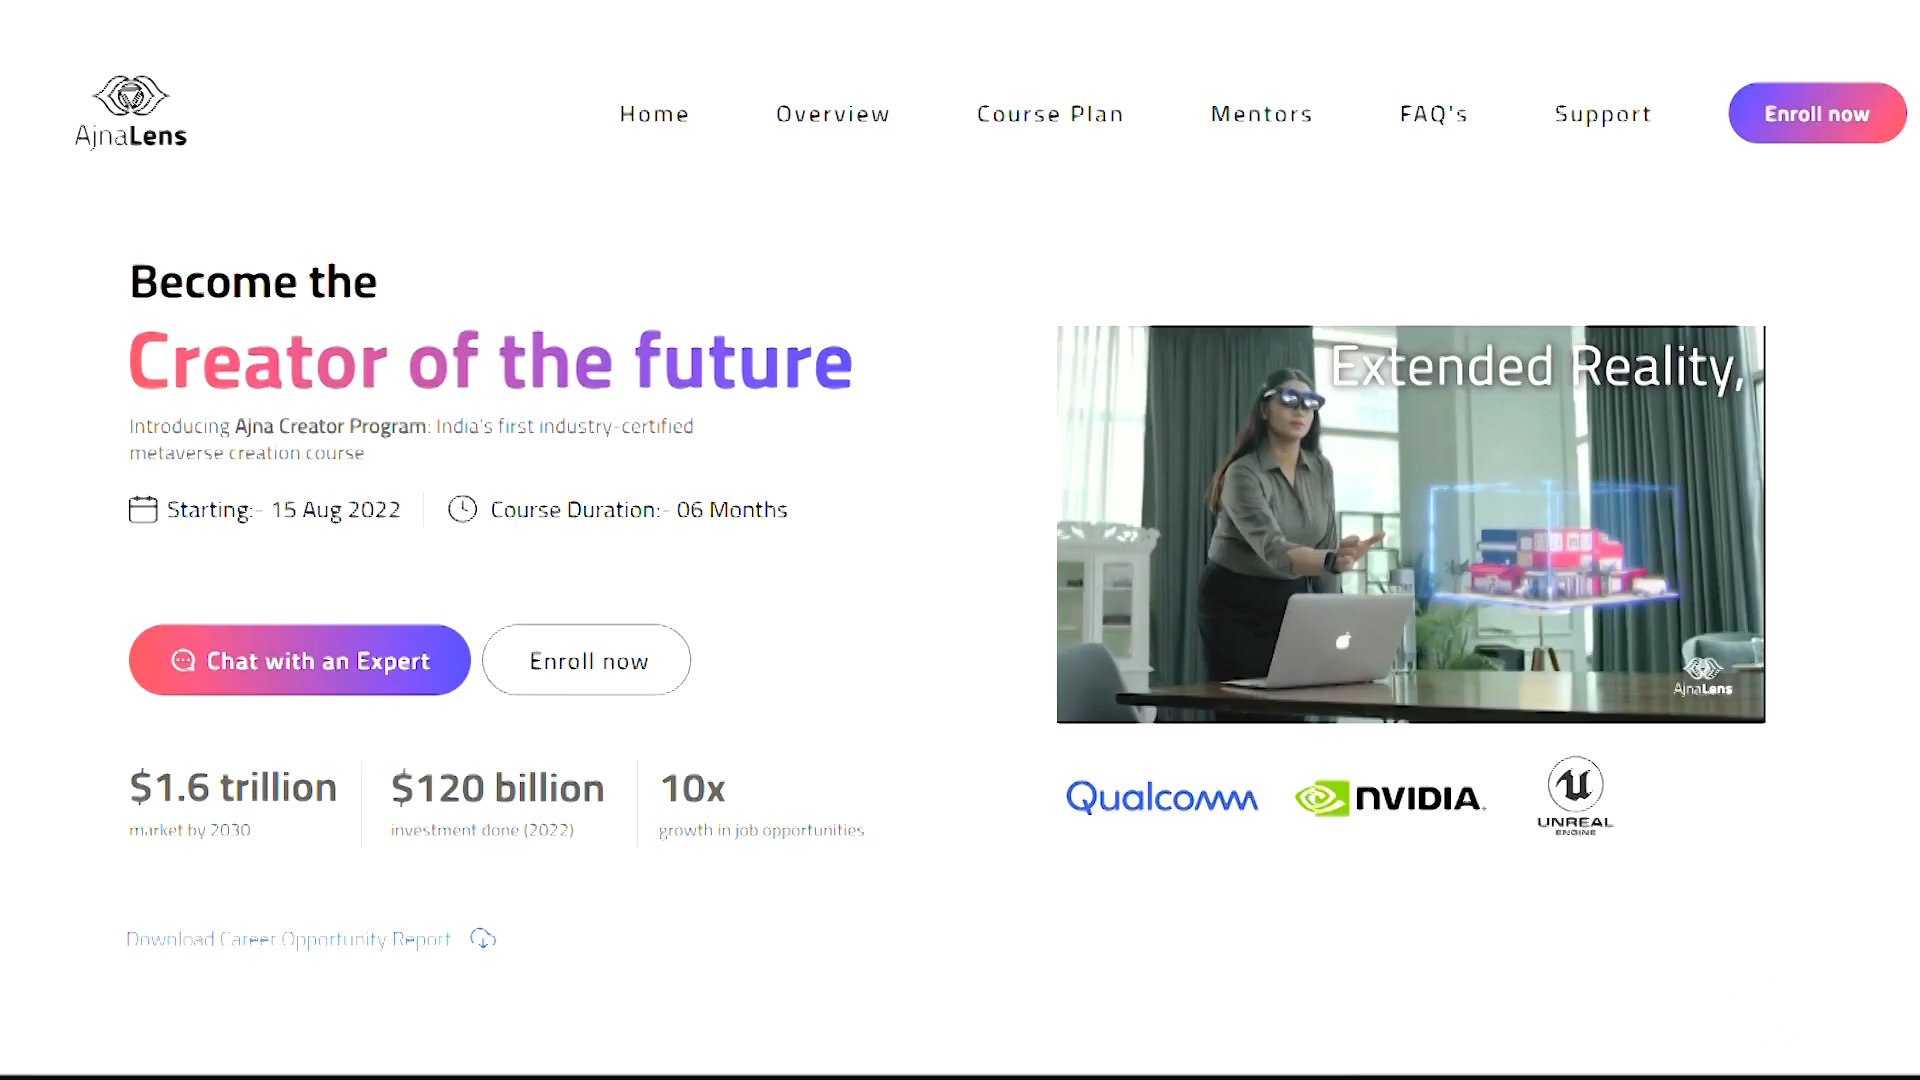 AjnaLens
Home
Overview
Course Plan
Mentors
FAQ's
Support
Enroll now
Become the
Creator of the future
Introducing Ajna Creator Program: India's first industry-certified
metaverse creation course
Starting:- 15 Aug 2022
Course Duration:- 06 Months
Chat with an Expert
Enroll now
$1.6 trillion
market by 2030
$120 billion
investment done (2022)
10x
growth in job opportunities
Download Career Opportunity Report
Extended Reality,
AjnaLens
Qualcomm
NVIDIA.
UNREAL
ENGINE